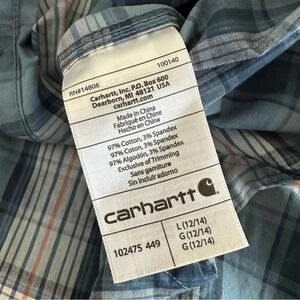 RN#14806 100140
Carhartt, Inc. P.O. Box 600
Dearborn, MI 48121 USA
carhartt.com
Made in China
Fabriqué en Chine
Hecho en China
97% Cotton, 3% Spandex
97% Coton, 3% Spandex
97% Algodón, 3% Spandex
Exclusive of Trimming
Sans garniture
Sin incluir adorno
carhartt
102475 449
L (12/14)
G (12/14)
G (12/14)